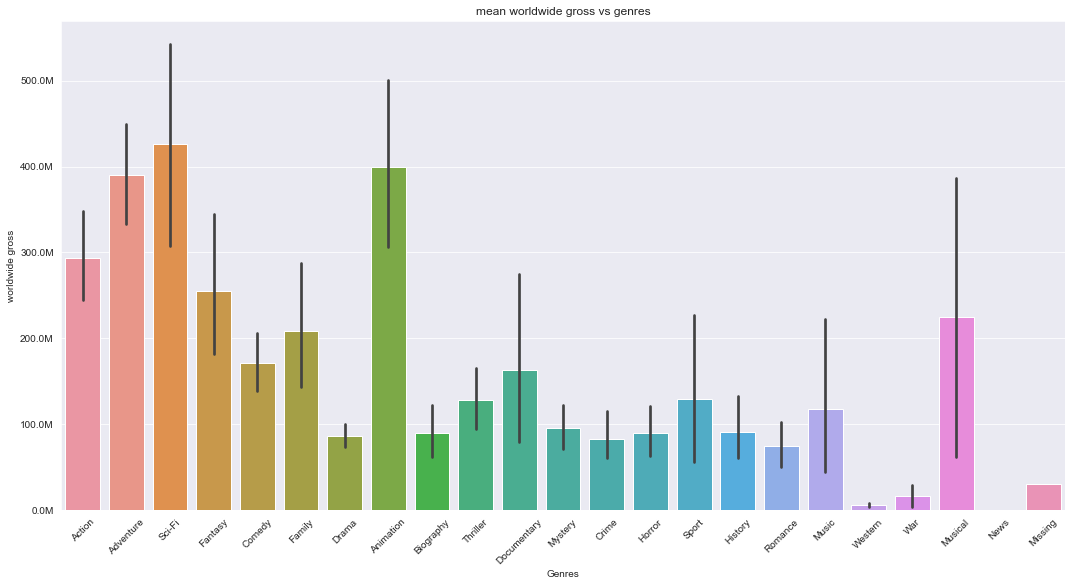 mean worldwide gross vs genres
worldwide gross
500.0M
400.0M
300.0M
200.0M
100.0M
0.0M
Action
Adventure
Sci-Fi
Fantasy
Comedy
Family
Drama
Animation
Biography
Thriller
Documentary
Mystery
Crime
Horror
Sport
History
Romance
Music
Western
War
Musical
News
Missing
Genres